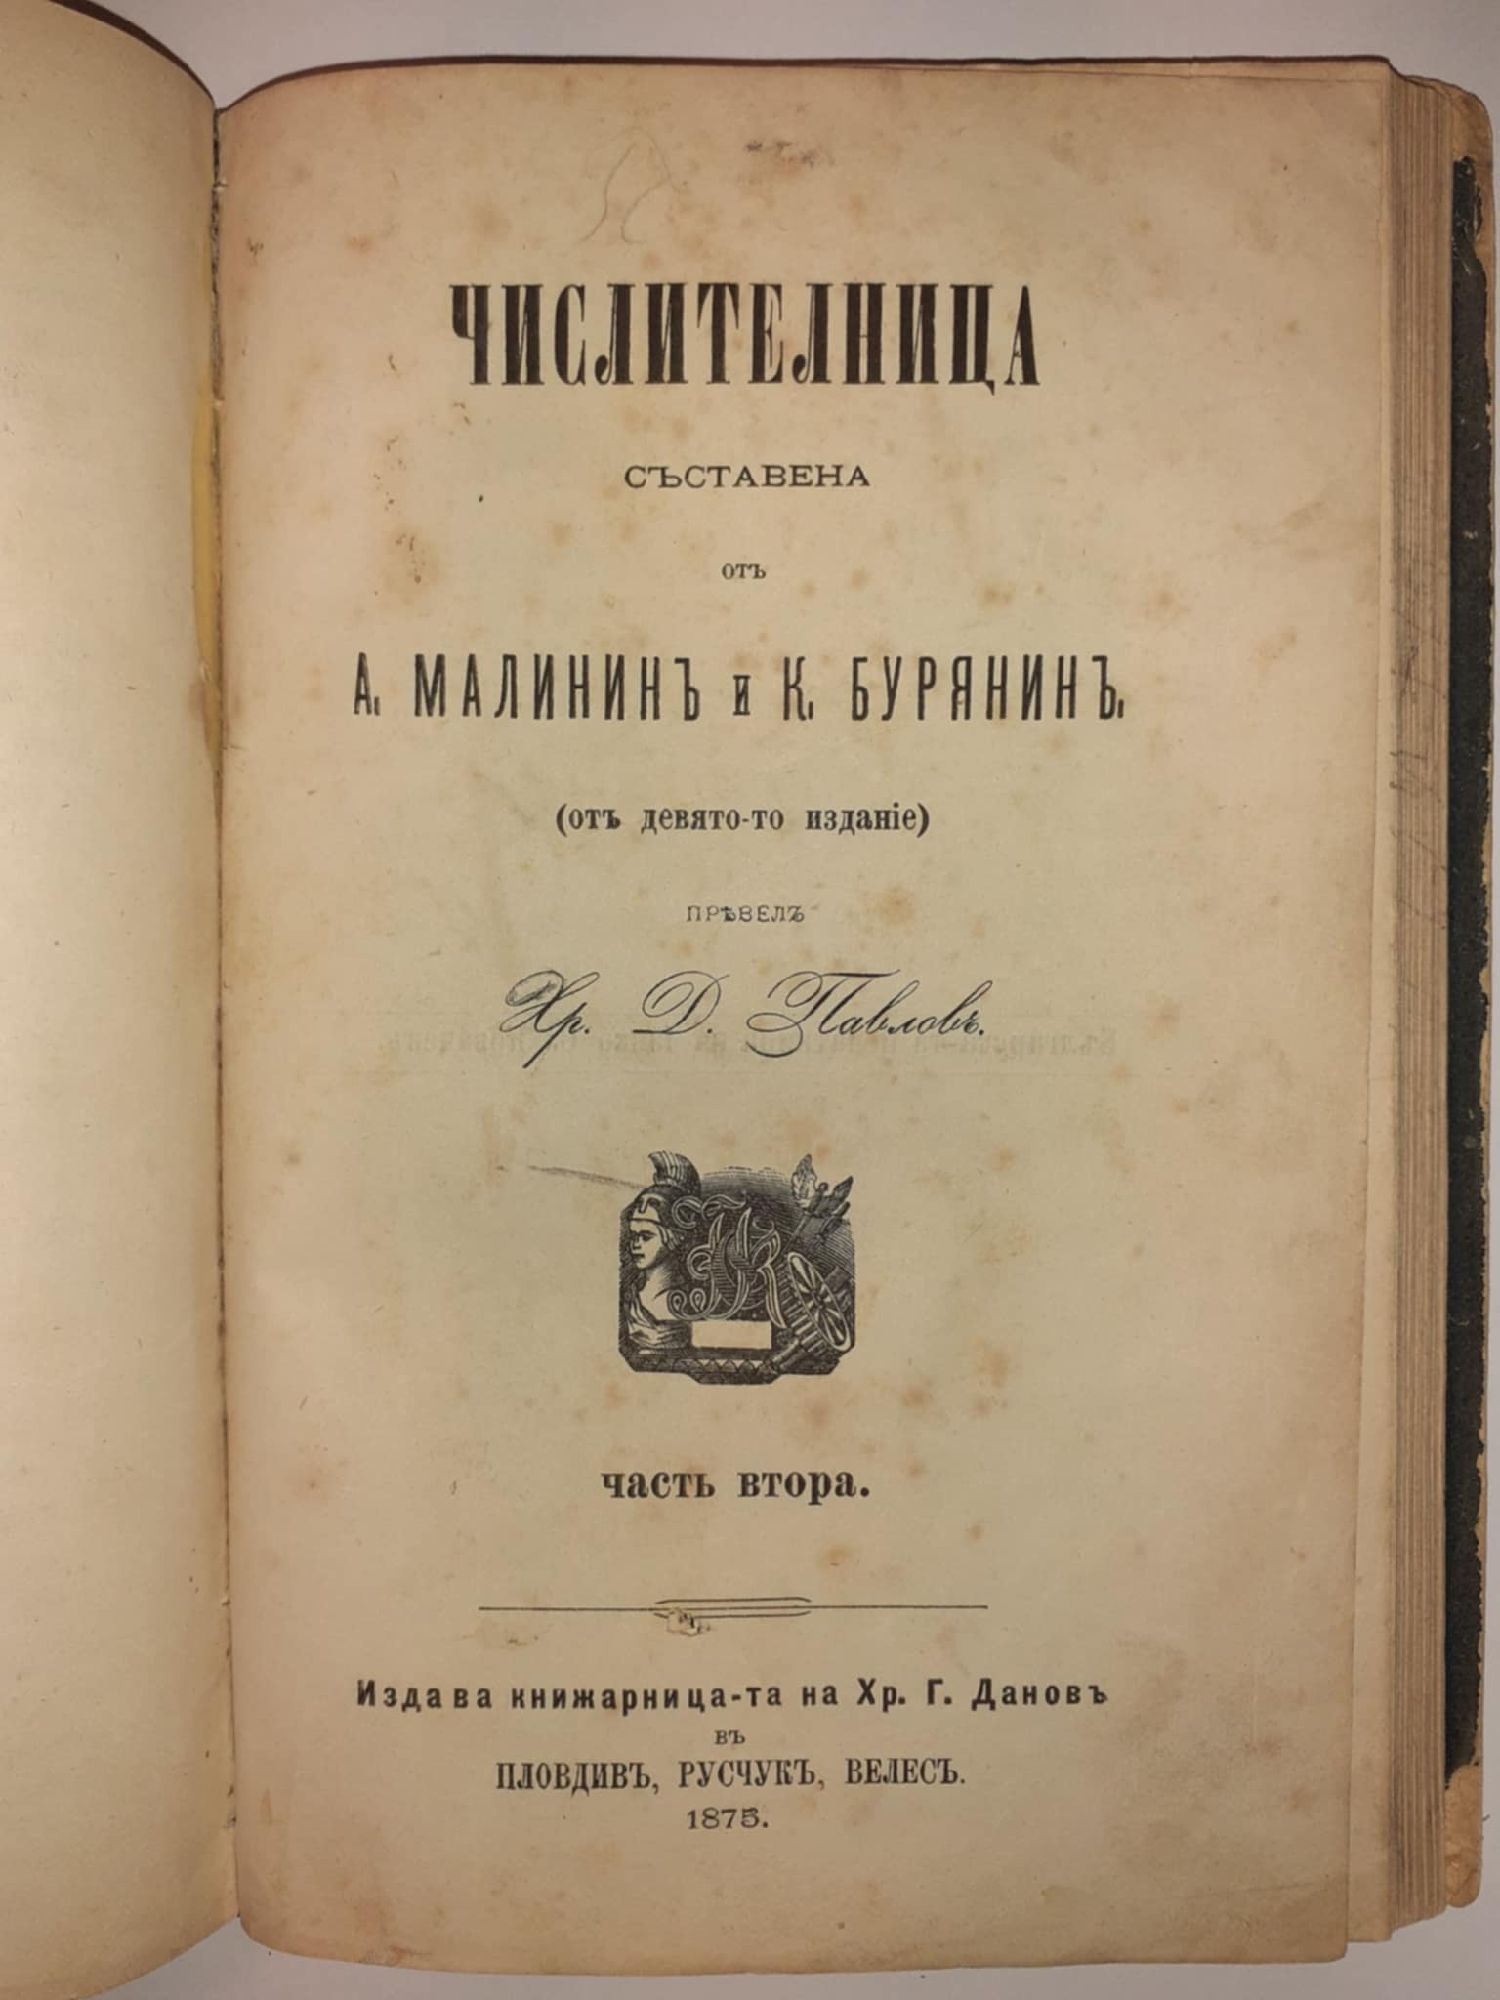 ЧИСЛИТЕЛНИЦА
СЪСТАВЕНА
отъ
А. МАЛИНИНЪ и К. БУРЯНИНЪ.
(отъ девято-то изданіе)
ПРѢВЕЛЪ
Хр. Д. Павловъ.
часть втора.
Издава книжарница-та на Хр. Г. Дановъ
въ
ПЛОВДИВЪ, РУСЧУКЪ, ВЕЛЕСЪ.
1875.